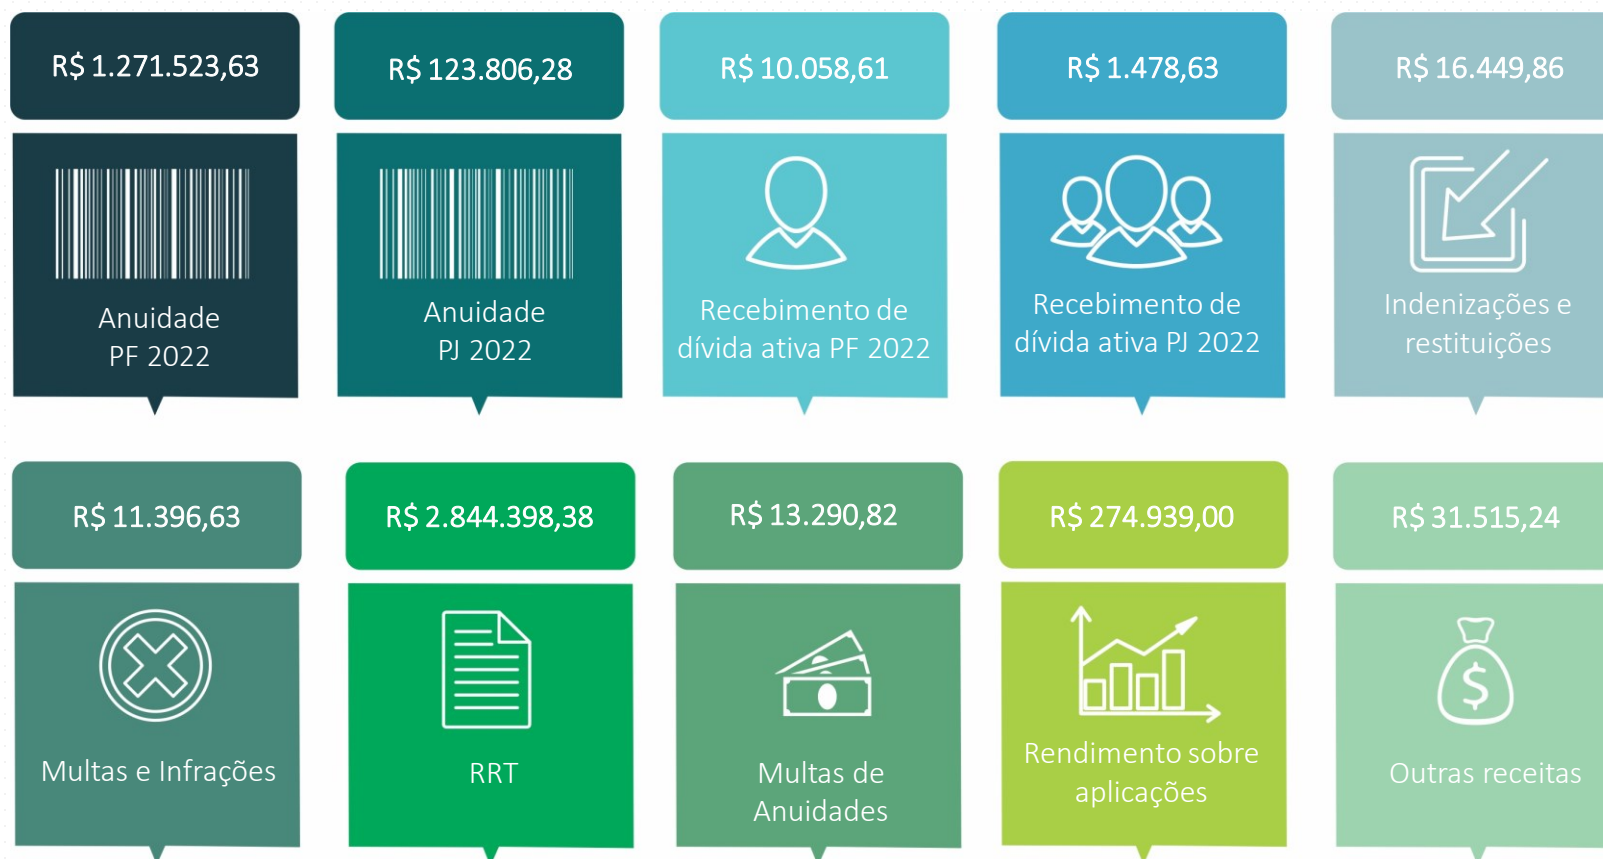 R$ 1.271.523,63
Anuidade
PF 2022
R$ 123.806,28
Anuidade
PJ 2022
R$ 10.058,61
Recebimento de
dívida ativa PF 2022
R$ 1.478,63
Recebimento de
dívida ativa PJ 2022
R$ 16.449,86
Indenizações e
restituições
R$ 11.396,63
Multas e Infrações
R$ 2.844.398,38
RRT
R$ 13.290,82
Multas de
Anuidades
R$ 274.939,00
Rendimento sobre
aplicações
R$ 31.515,24
$
Outras receitas